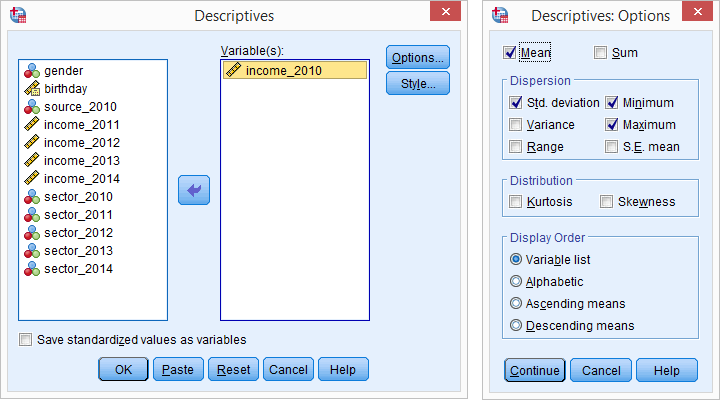 Descriptives
Variable(s):
gender
birthday
source_2010
income_2011
income_2012
income_2013
income_2014
sector_2010
sector_2011
sector_2012
sector_2013
sector_2014
income_2010
Options...
Style...
Save standardized values as variables
OK Paste Reset Cancel Help
Descriptives: Options
Mean Sum
Dispersion
Std. deviation Minimum
Variance Maximum
Range S.E. mean
Distribution
Kurtosis Skewness
Display Order
Variable list
Alphabetic
Ascending means
Descending means
Continue Cancel Help